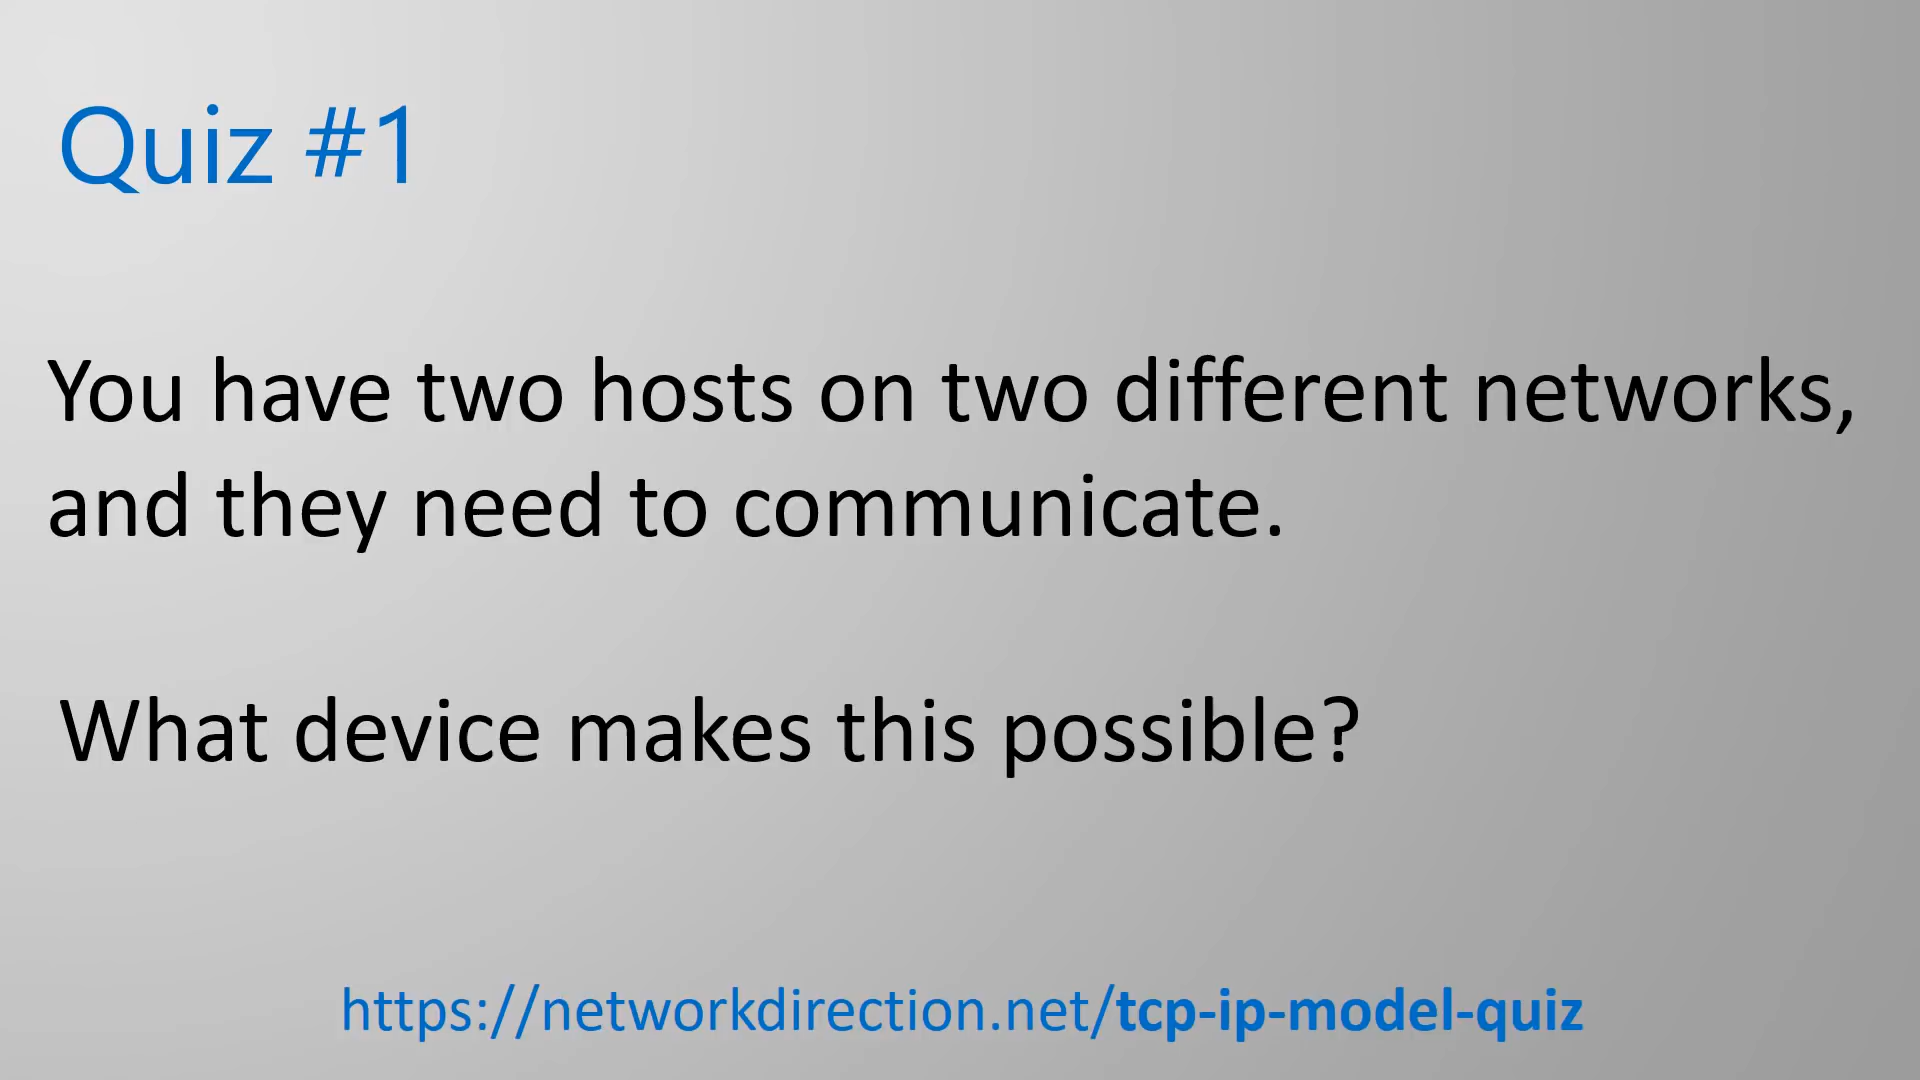 Quiz #1
You have two hosts on two different networks,
and they need to communicate.
What device makes this possible?
https://networkdirection.net/tcp-ip-model-quiz